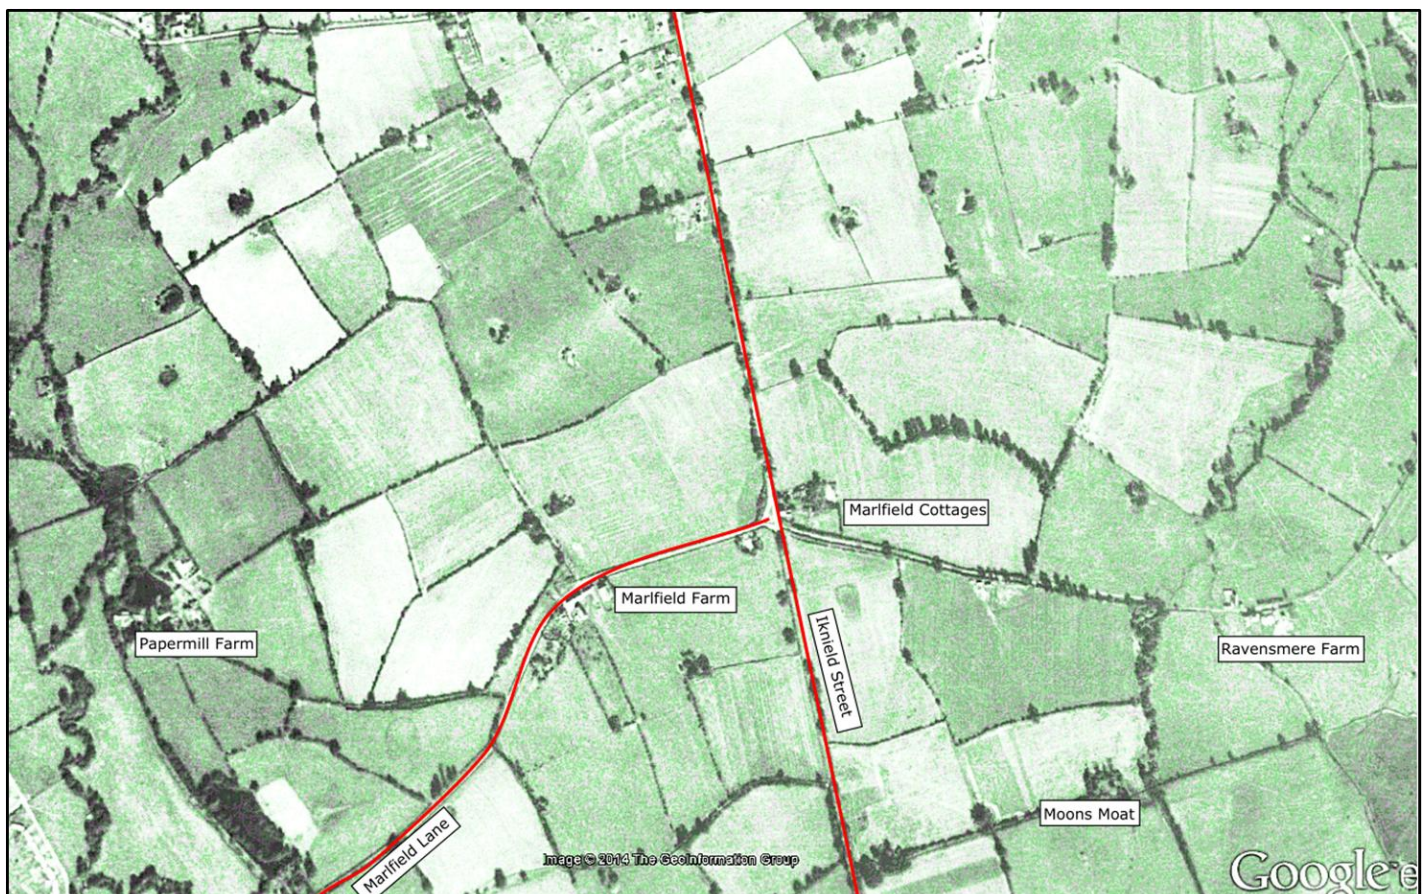 Marlfield Cottages
Marlfield Farm
Papermill Farm
Iknield Street
Ravensmere Farm
Moons Moat
Marlfield Lane
Image © 2014 The GeoInformation Group
Google e